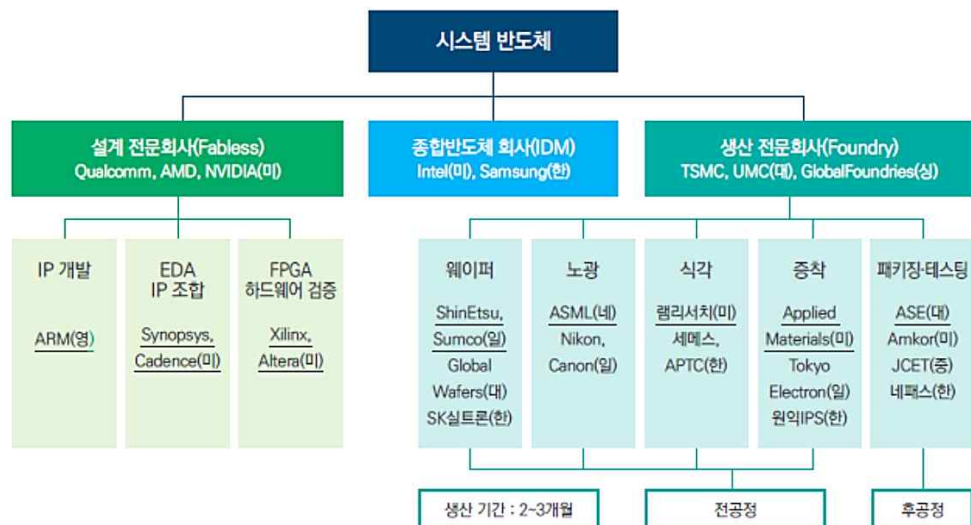 시스템 반도체
설계 전문회사(Fabless)
Qualcomm, AMD, NVIDIA(미)
종합반도체 회사(IDM)
Intel(미), Samsung(한)
생산 전문회사(Foundry)
TSMC, UMC(대), GlobalFoundries(싱)
IP 개발
ARM(영)
EDA
IP 조합
Synopsys,
Cadence(미)
FPGA
하드웨어 검증
Xilinx,
Altera(미)
웨이퍼
ShinEtsu,
Sumco(일)
Global
Wafers(대)
SK실트론(한)
노광
ASML(네)
Nikon,
Canon(일)
식각
램리서치(미)
세메스,
APTC(한)
증착
Applied
Materials(미)
Tokyo
Electron(일)
원익IPS(한)
패키징·테스팅
ASE(대)
Amkor(미)
JCET(중)
네패스(한)
생산 기간 : 2~3개월
전공정
후공정